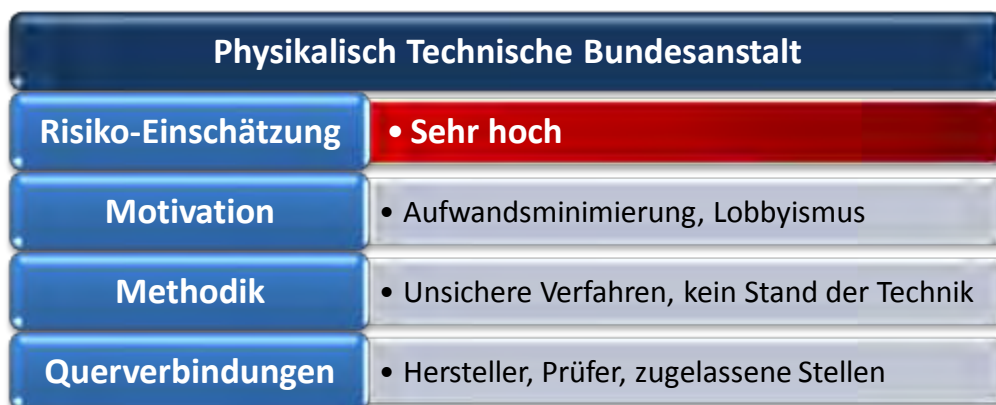 Physikalisch Technische Bundesanstalt
Risiko-Einschätzung • Sehr hoch
Motivation • Aufwandsminimierung, Lobbyismus
Methodik • Unsichere Verfahren, kein Stand der Technik
Querverbindungen • Hersteller, Prüfer, zugelassene Stellen